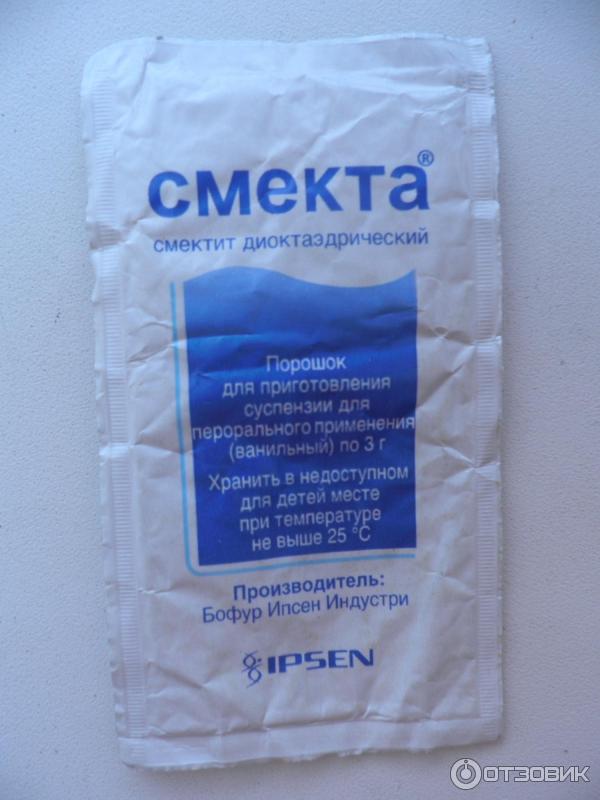 смекта®
смектит диоктаэдрический
Порошок
для приготовления
суспензии для
перорального применения
(ванильный) по 3 г
Хранить в недоступном
для детей месте
при температуре
не выше 25 °C
Производитель:
Бофур Ипсен Индустри
IPSEN
ОТЗОВИК